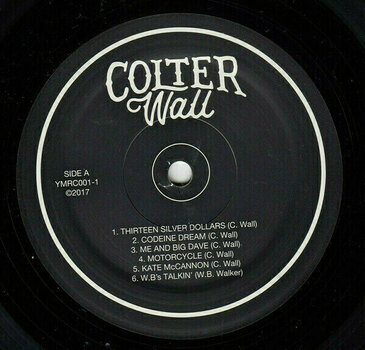 COLTER
Wall
SIDE A
YMRC001-1
©2017
1. THIRTEEN SILVER DOLLARS (C. Wall)
2. CODEINE DREAM (C. Wall)
3. ME AND BIG DAVE (C. Wall)
4. MOTORCYCLE (C. Wall)
5. KATE McCANNON (C. Wall)
6. W.B's TALKIN' (W.B. Walker)